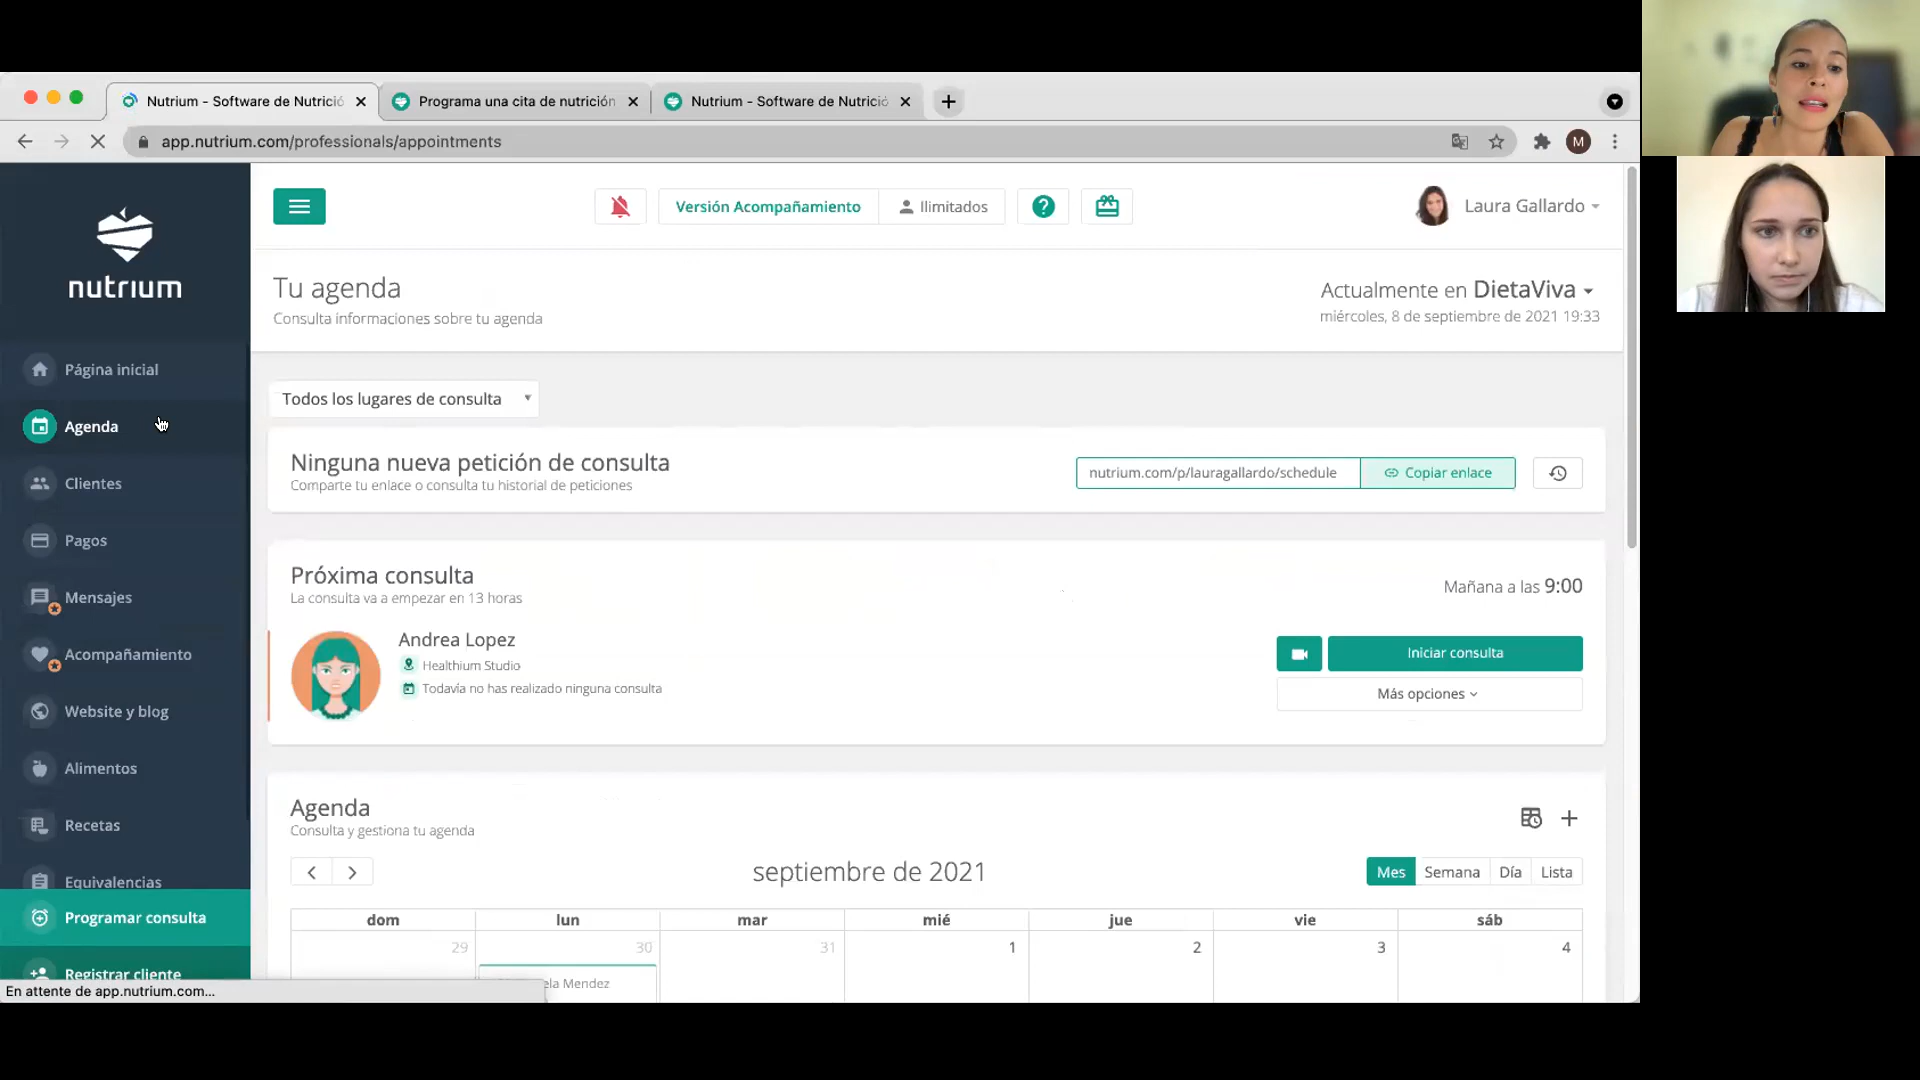 Nutrium - Software de Nutrició
Programa una cita de nutrición
Nutrium - Software de Nutrició
app.nutrium.com/professionals/appointments
M
nutrium
Versión Acompañamiento
Ilimitados
Laura Gallardo
Tu agenda
Consulta informaciones sobre tu agenda
Actualmente en DietaViva
miércoles, 8 de septiembre de 2021 19:33
Página inicial
Agenda
Clientes
Pagos
Mensajes
Acompañamiento
Website y blog
Alimentos
Recetas
Equivalencias
Programar consulta
Registrar cliente
En attente de app.nutrium.com...
Todos los lugares de consulta
Ninguna nueva petición de consulta
Comparte tu enlace o consulta tu historial de peticiones
nutrium.com/p/lauragallardo/schedule
Copiar enlace
Próxima consulta
La consulta va a empezar en 13 horas
Mañana a las 9:00
Andrea Lopez
Healthium Studio
Todavía no has realizado ninguna consulta
Iniciar consulta
Más opciones
Agenda
Consulta y gestiona tu agenda
septiembre de 2021
Mes Semana Día Lista
dom lun mar mié jue vie sáb
29 30 31 1 2 3 4
Mendez